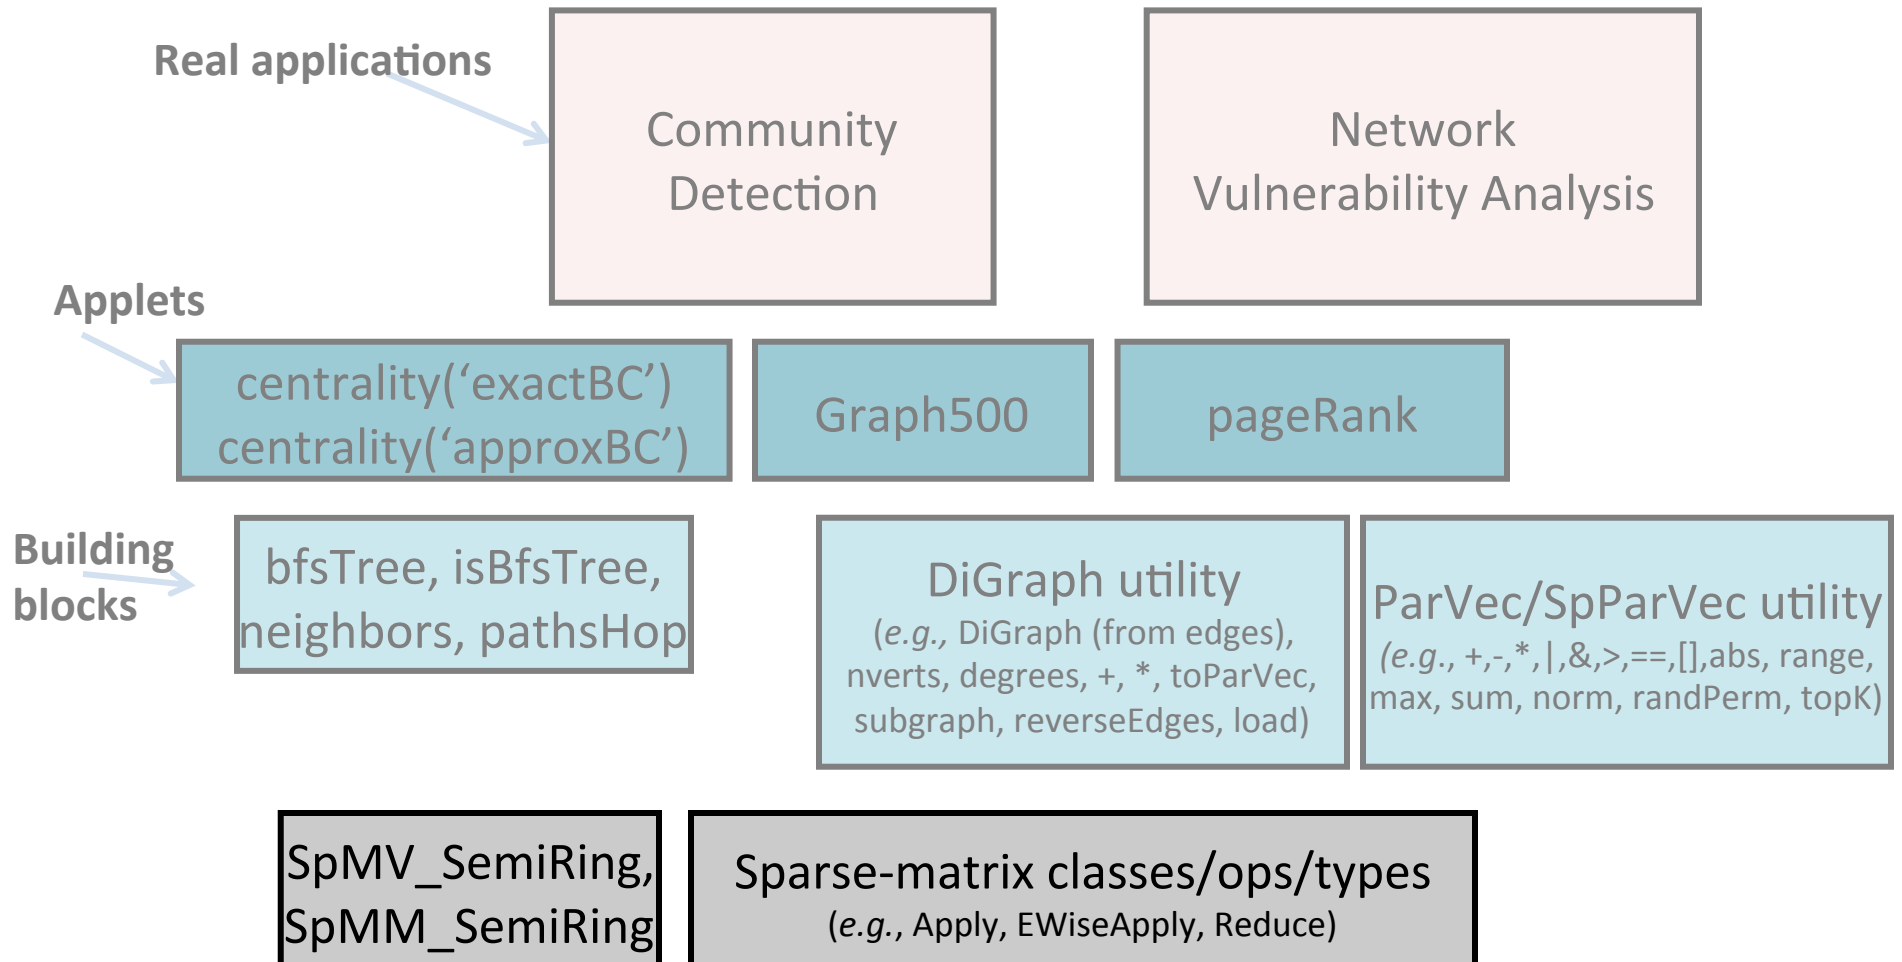 Real applications
Community
Detection
Network
Vulnerability Analysis
Applets
centrality(‘exactBC’)
centrality(‘approxBC’)
Graph500
pageRank
Building
blocks
bfsTree, isBfsTree,
neighbors, pathsHop
DiGraph utility
(e.g., DiGraph (from edges),
nverts, degrees, +, *, toParVec,
subgraph, reverseEdges, load)
ParVec/SpParVec utility
(e.g., +,-,*,|,&,>,==,[],abs, range,
max, sum, norm, randPerm, topK)
SpMV_SemiRing,
SpMM_SemiRing
Sparse-matrix classes/ops/types
(e.g., Apply, EWiseApply, Reduce)